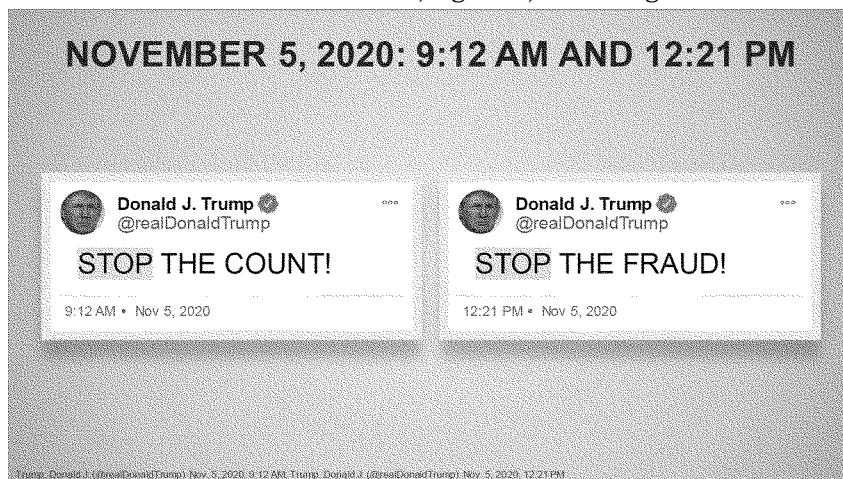 NOVEMBER 5, 2020: 9:12 AM AND 12:21 PM
Donald J. Trump
@realDonaldTrump
STOP THE COUNT!
9:12 AM • Nov 5, 2020
Donald J. Trump
@realDonaldTrump
STOP THE FRAUD!
12:21 PM • Nov 5, 2020
Trump, Donald J. (@realDonaldTrump). Nov. 5, 2020, 9:12 AM; Trump, Donald J. (@realDonaldTrump). Nov. 5, 2020, 12:21 PM